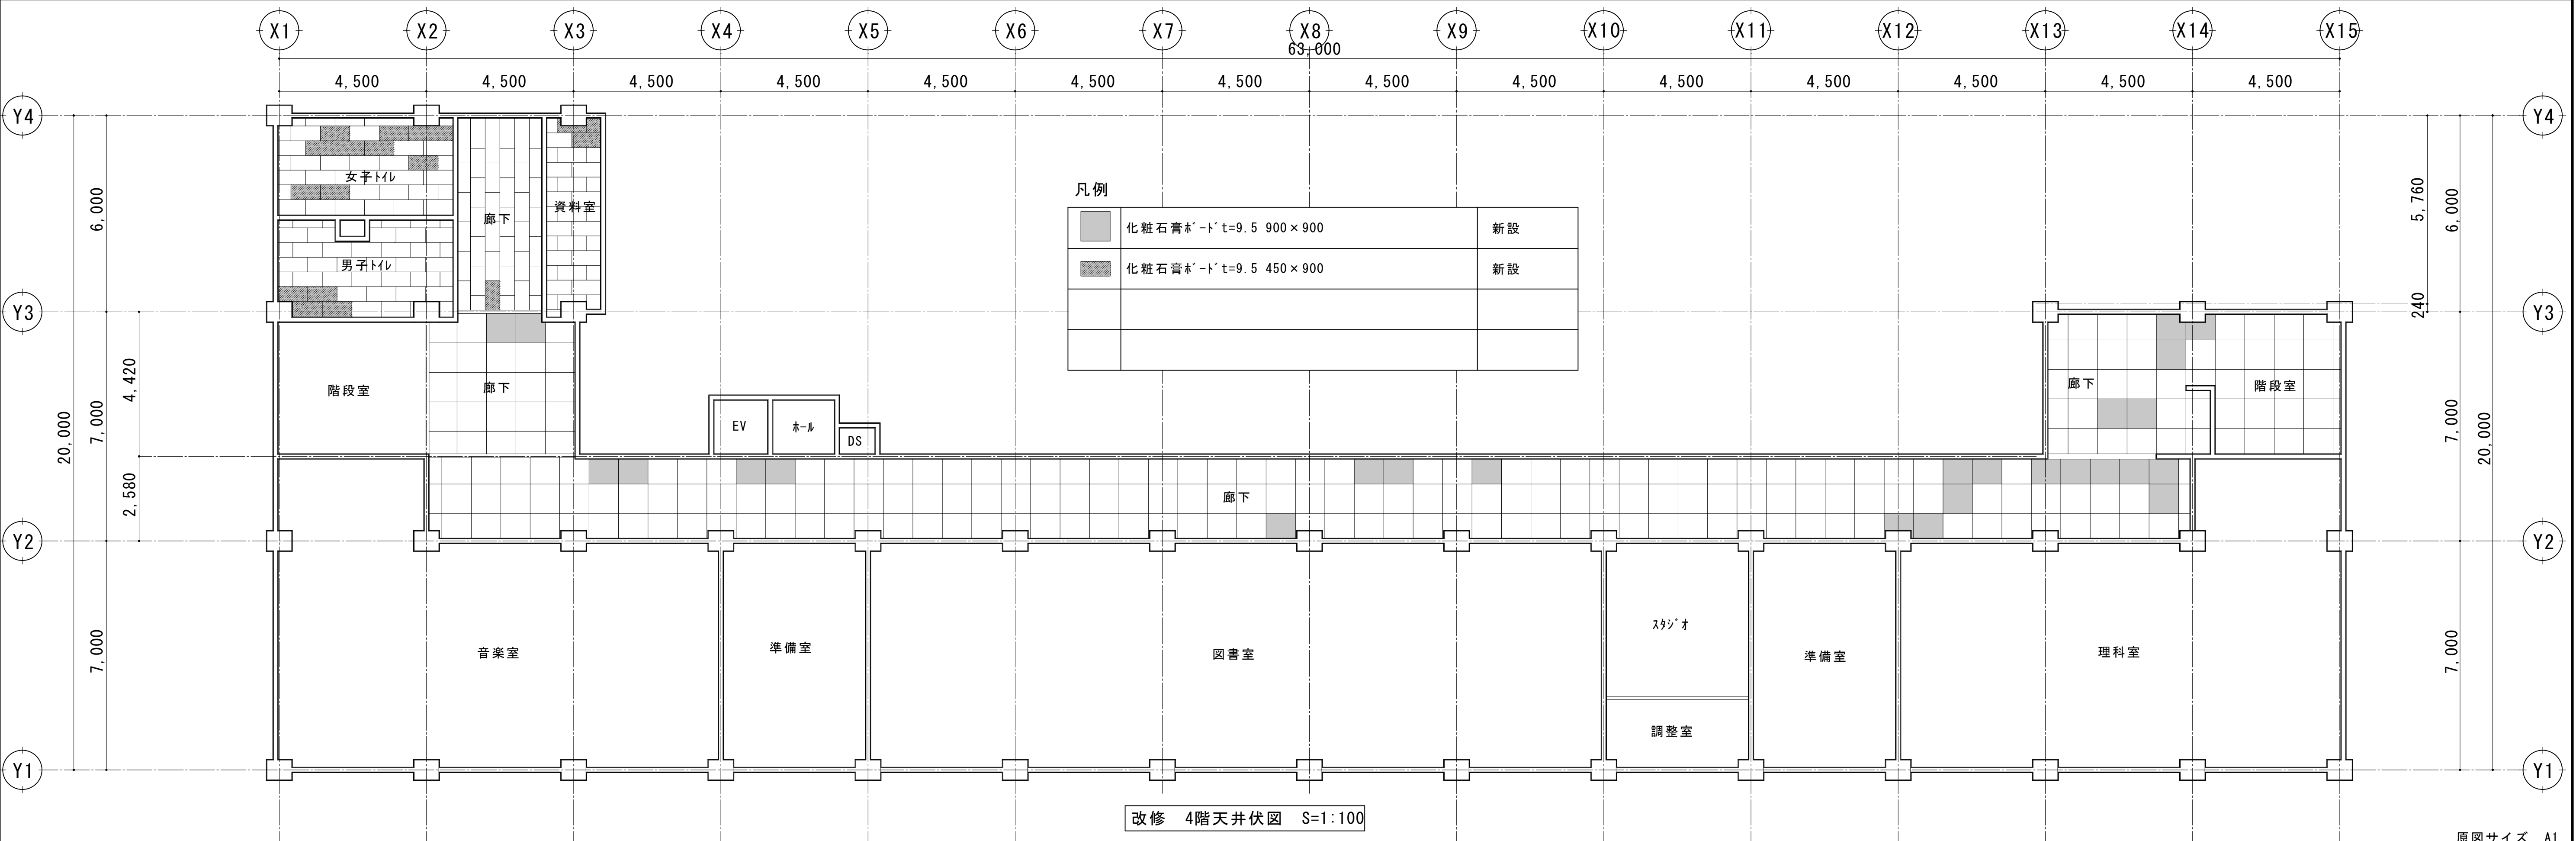 X1 X2 X3 X4 X5 X6 X7 X8 X9 X10 X11 X12 X13 X14 X15
63,000
4,500 4,500 4,500 4,500 4,500 4,500 4,500 4,500 4,500 4,500 4,500 4,500 4,500 4,500
Y4 Y4
女子トイレ
廊下
資料室
男子トイレ
6,000
凡例
化粧石膏ボードt=9.5 900×900 新設
化粧石膏ボードt=9.5 450×900 新設
5,760
6,000
240
Y3 Y3
階段室
廊下
EV
ホール
DS
廊下
階段室
4,420
7,000
20,000
2,580
7,000
20,000
廊下
Y2 Y2
音楽室
準備室
図書室
スタジオ
調整室
準備室
理科室
7,000
7,000
Y1 Y1
改修 4階天井伏図 S=1:100
原図サイズ A1